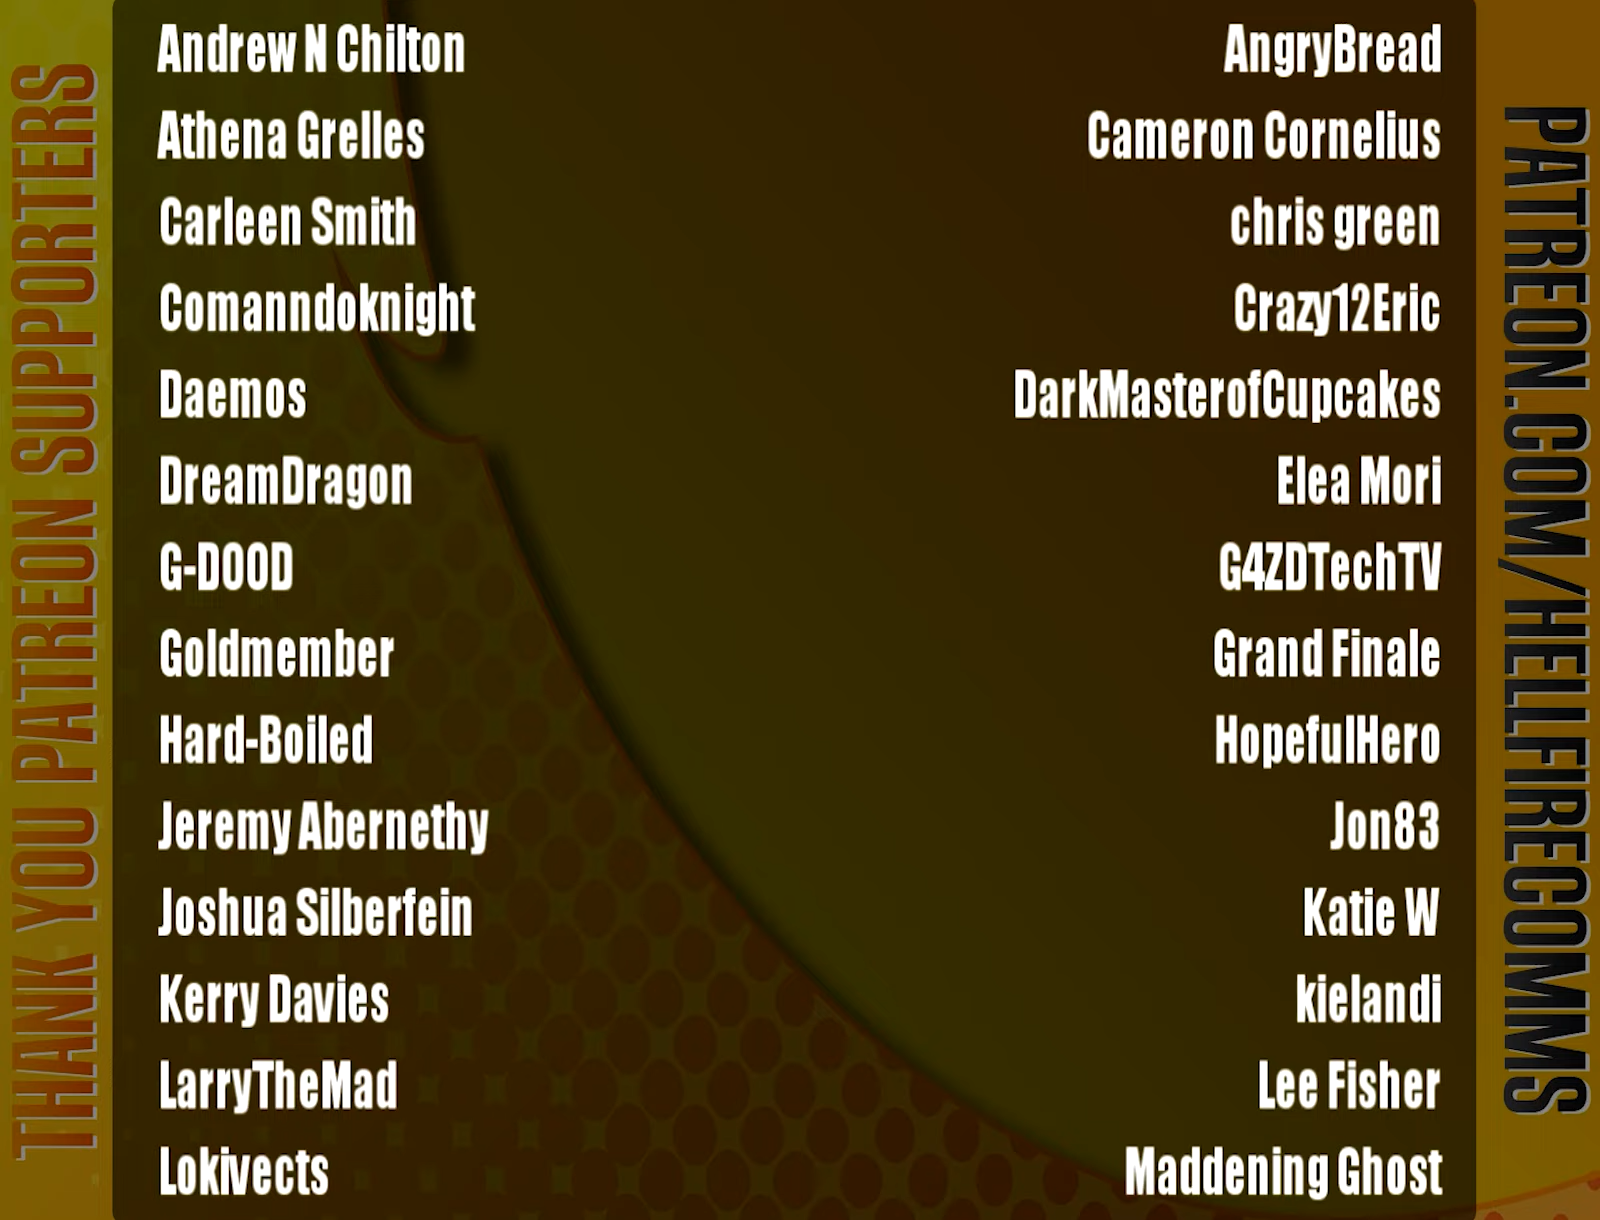 THANK YOU PATREON SUPPORTERS
Andrew N Chilton
Athena Grelles
Carleen Smith
Comanndoknight
Daemos
DreamDragon
G-DOOD
Goldmember
Hard-Boiled
Jeremy Abernethy
Joshua Silberfein
Kerry Davies
LarryTheMad
Lokivects
AngryBread
Cameron Cornelius
chris green
Crazy12Eric
DarkMasterofCupcakes
Elea Mori
G4ZDTechTV
Grand Finale
HopefulHero
Jon83
Katie W
kielandi
Lee Fisher
Maddening Ghost
PATREON.COM/HELLFIRECOMMS